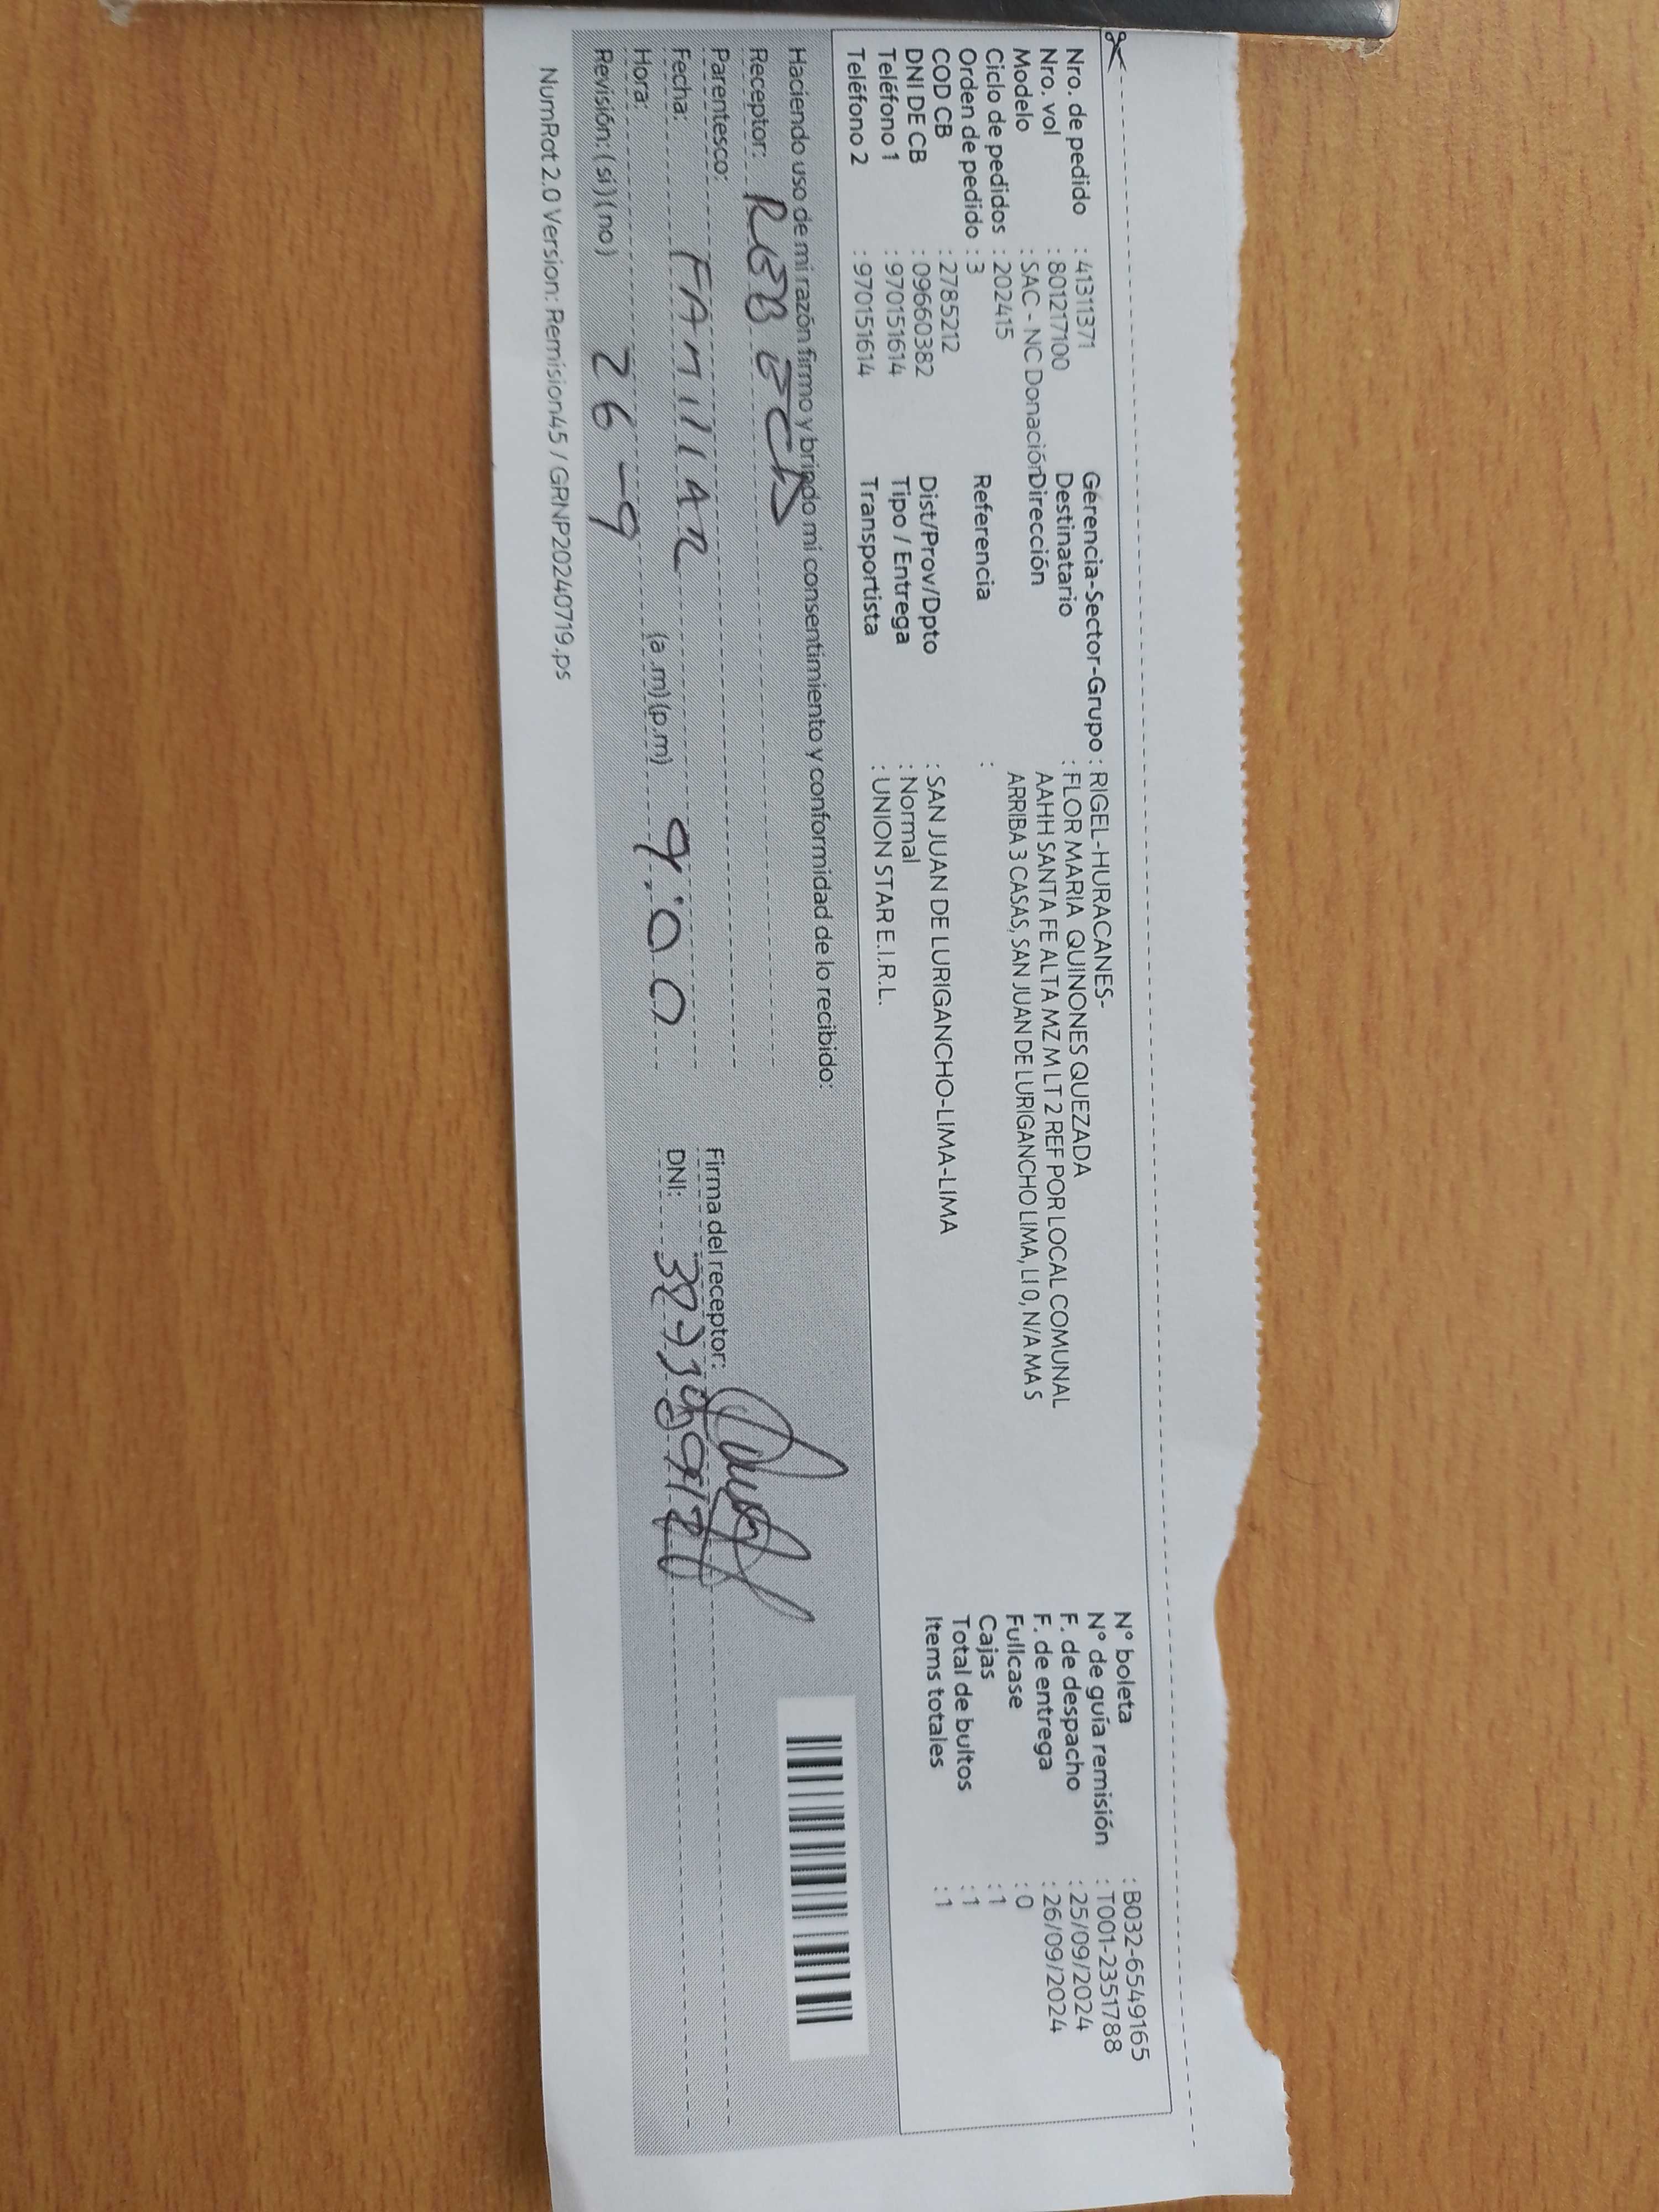 Nro. de pedido : 41311371
Nro. vol : 801217100
Modelo : SAC - NC Donación
Ciclo de pedidos : 202415
Orden de pedido : 3
COD CB : 2785212
DNI DE CB : 09660382
Teléfono 1 : 970151614
Teléfono 2 : 970151614
Gerencia-Sector-Grupo : RIGEL-HURACANES-
Destinatario : FLOR MARIA QUINONES QUEZADA
Dirección AAHH SANTA FE ALTA MZ M LT 2 REF POR LOCAL COMUNAL
ARRIBA 3 CASAS, SAN JUAN DE LURIGANCHO LIMA, LI 0, N/A MA S
Referencia :
Dist/Prov/Dpto : SAN JUAN DE LURIGANCHO-LIMA-LIMA
Tipo / Entrega : Normal
Transportista : UNION STAR E.I.R.L.
N° boleta : B032-6549165
N° de guía remisión : T001-2351788
F. de despacho : 25/09/2024
F. de entrega : 26/09/2024
Fullcase : 0
Cajas : 1
Total de bultos : 1
Items totales : 1
Haciendo uso de mi razón firmo y brindo mi consentimiento y conformidad de lo recibido:
Receptor:
Parentesco: FAMILIAR
Fecha: 26-9
Hora: (a.m)(p.m) 9:00
Revisión: (si) (no)
Firma del receptor:
DNI:
NumRot 2.0 Version: Remision45 / GRNP20240719.ps